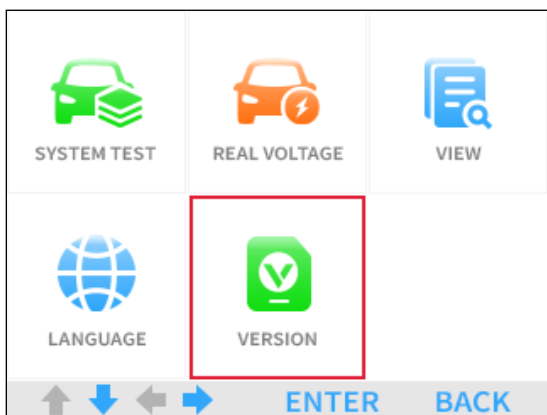 SYSTEM TEST
REAL VOLTAGE
VIEW
LANGUAGE
V
VERSION
ENTER
BACK